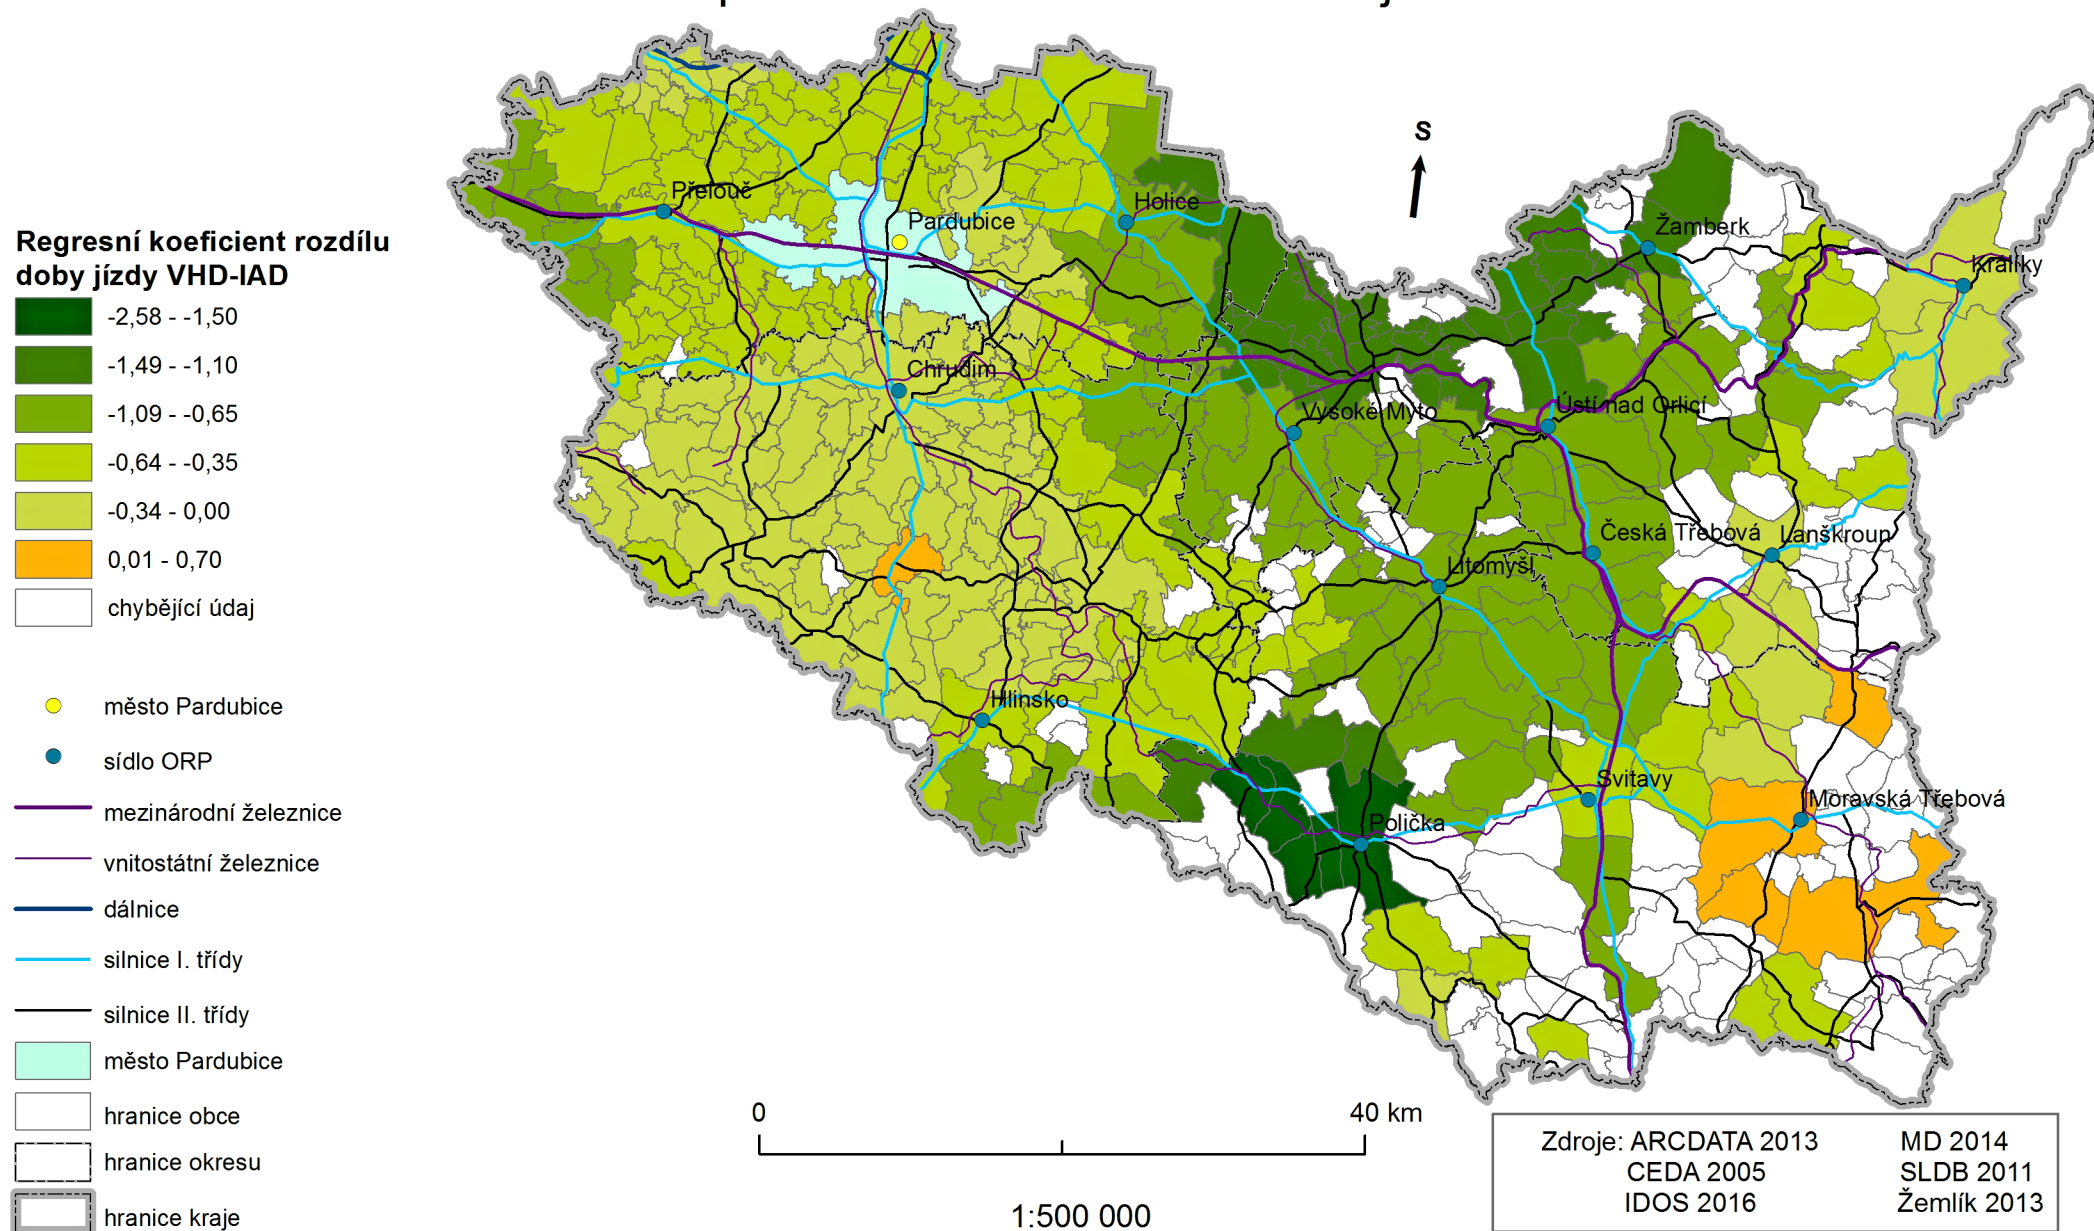 S
Regresní koeficient rozdílu
doby jízdy VHD-IAD
-2,58 - -1,50
-1,49 - -1,10
-1,09 - -0,65
-0,64 - -0,35
-0,34 - 0,00
0,01 - 0,70
chybějící údaj
město Pardubice
sídlo ORP
mezinárodní železnice
vnitostátní železnice
dálnice
silnice I. třídy
silnice II. třídy
město Pardubice
hranice obce
hranice okresu
hranice kraje
Přelouč
Pardubice
Holice
Žamberk
Králíky
Chrudim
Vysoké Mýto
Ústí nad Orlicí
Česká Třebová
Lanškroun
Litomyšl
Hlinsko
Svitavy
Moravská Třebová
Polička
0
40 km
1:500 000
Zdroje: ARCDATA 2013 MD 2014
CEDA 2005 SLDB 2011
IDOS 2016 Žemlík 2013